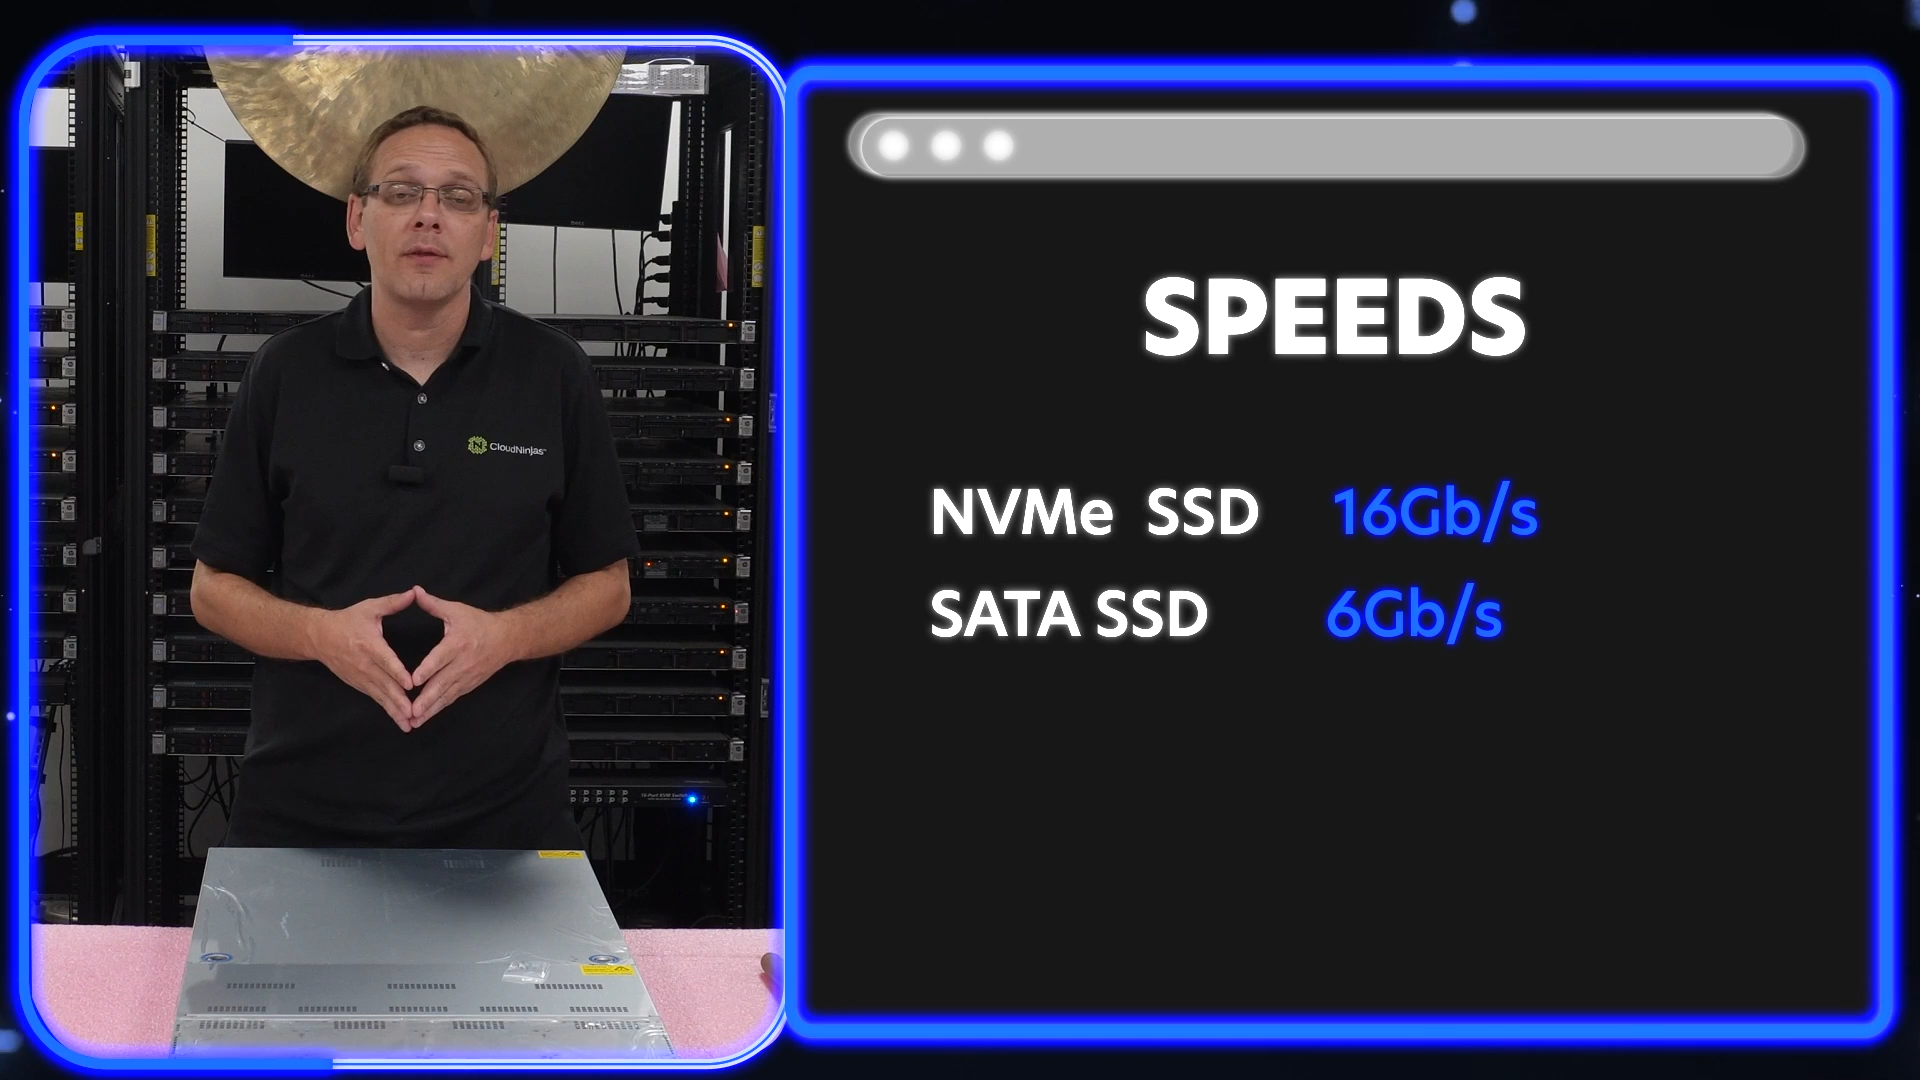 SPEEDS
NVMe SSD 16Gb/s
SATA SSD 6Gb/s
CloudNinjas